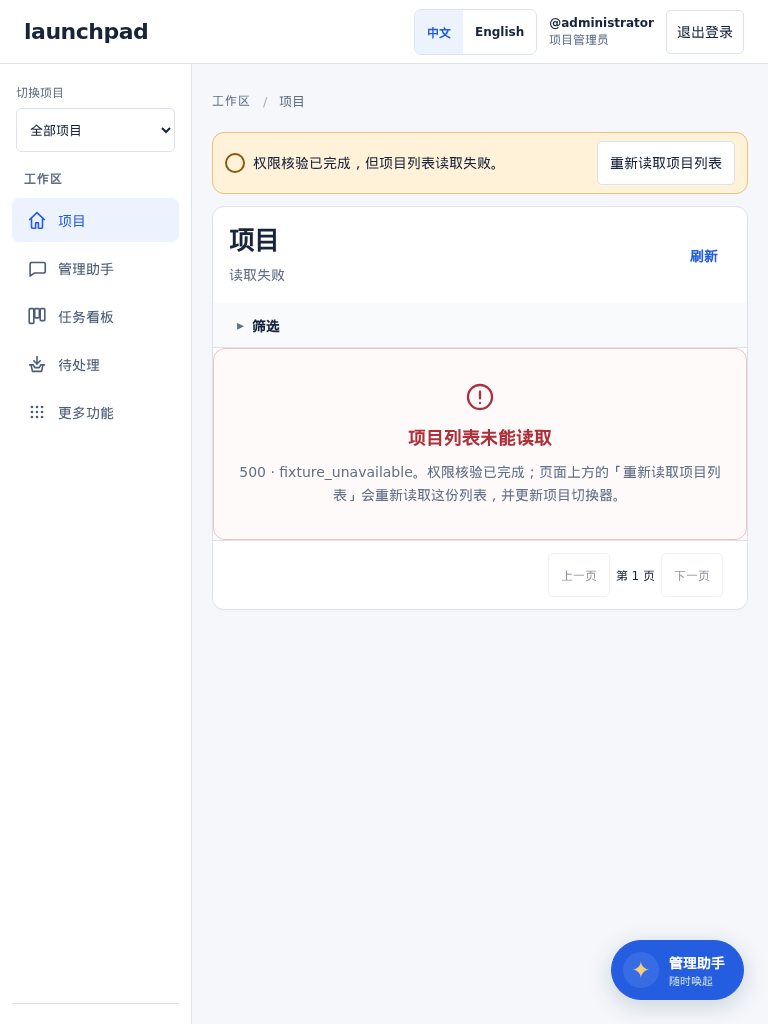 launchpad
中文
English
@administrator
项目管理员
退出登录
切换项目
全部项目
工作区
项目
管理助手
任务看板
待处理
更多功能
工作区 / 项目
权限核验已完成，但项目列表读取失败。
重新读取项目列表
项目
读取失败
刷新
▸ 筛选
项目列表未能读取
500 · fixture_unavailable。权限核验已完成；页面上方的「重新读取项目列
表」会重新读取这份列表，并更新项目切换器。
上一页
第 1 页
下一页
管理助手
随时唤起